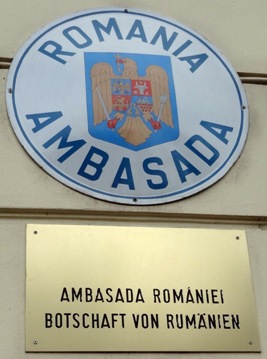 ROMANIA
AMBASADA
AMBASADA ROMÂNIEI
BOTSCHAFT VON RUMÄNIEN